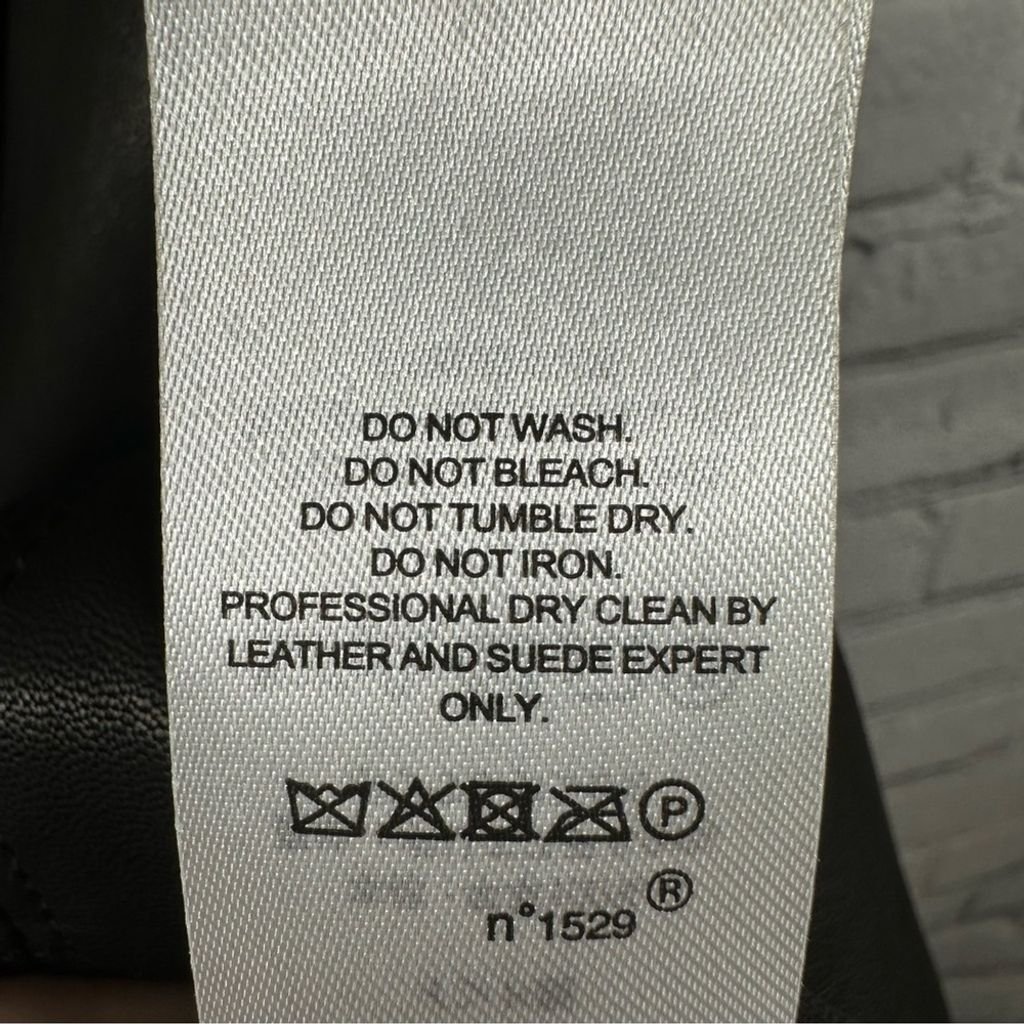 DO NOT WASH.
DO NOT BLEACH.
DO NOT TUMBLE DRY.
DO NOT IRON.
PROFESSIONAL DRY CLEAN BY
LEATHER AND SUEDE EXPERT
ONLY.
P
®
n°1529